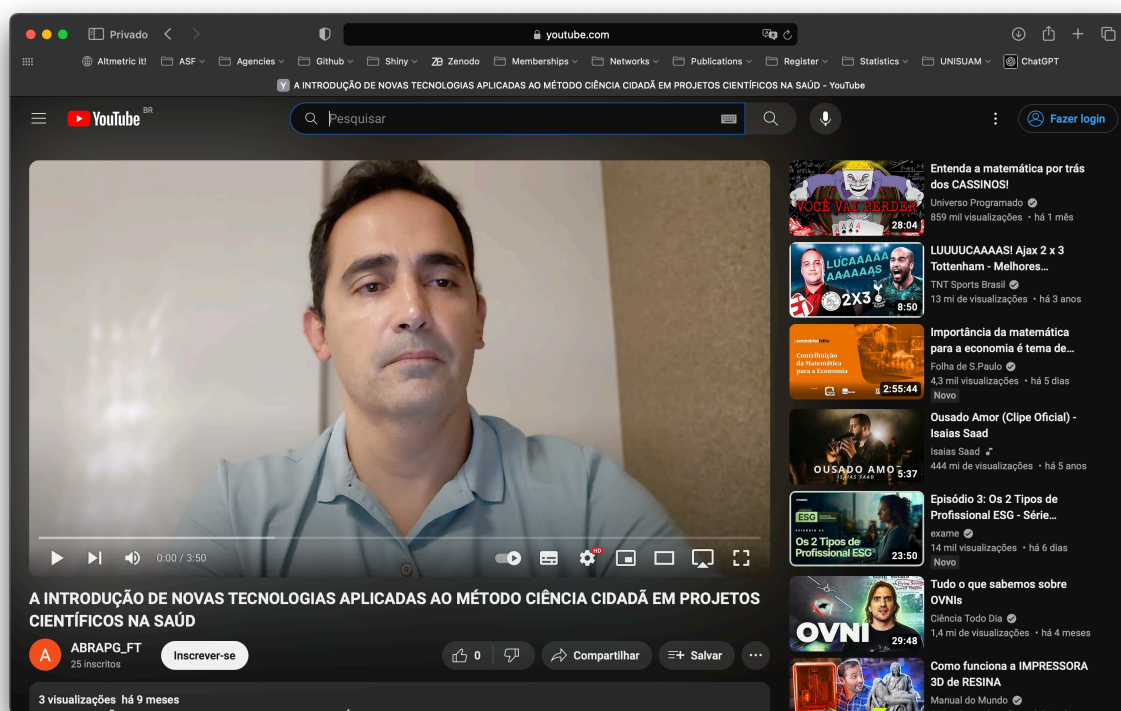 Privado
youtube.com
Altmetric it!
ASF
Agencies
Github
Shiny
Zenodo
Memberships
Networks
Publications
Register
Statistics
UNISUAM
ChatGPT
Y A INTRODUÇÃO DE NOVAS TECNOLOGIAS APLICADAS AO MÉTODO CIÊNCIA CIDADÃ EM PROJETOS CIENTÍFICOS NA SAÚD - YouTube
YouTube BR
Pesquisar
Fazer login
0:00 / 3:50
HD
A INTRODUÇÃO DE NOVAS TECNOLOGIAS APLICADAS AO MÉTODO CIÊNCIA CIDADÃ EM PROJETOS
CIENTÍFICOS NA SAÚD
A
ABRAPG_FT
25 inscritos
Inscrever-se
0
Compartilhar
Salvar
3 visualizações há 9 meses
VOCÊ VAI PERDER
28:04
Entenda a matemática por trás
dos CASSINOS!
Universo Programado
859 mil visualizações • há 1 mês
LUCAAAAA
AAAAAAS
2X3
8:50
LUUUUCAAAAS! Ajax 2 x 3
Tottenham - Melhores...
TNT Sports Brasil
13 mi de visualizações • há 3 anos
Contribuição
da Matemática
para a Economia
2:55:44
Importância da matemática
para a economia é tema de...
Folha de S.Paulo
4,3 mil visualizações • há 5 dias
Novo
OUSADO AMO
ISAIAS SAAD
5:37
Ousado Amor (Clipe Oficial) -
Isaias Saad
Isaias Saad
444 mi de visualizações • há 5 anos
ESG
Os 2 Tipos de
Profissional ESG
23:50
Episódio 3: Os 2 Tipos de
Profissional ESG - Série...
exame
14 mil visualizações • há 6 dias
Novo
OVNI
29:48
Tudo o que sabemos sobre
OVNIs
Ciência Todo Dia
1,4 mi de visualizações • há 4 meses
Como funciona a IMPRESSORA
3D de RESINA
Manual do Mundo